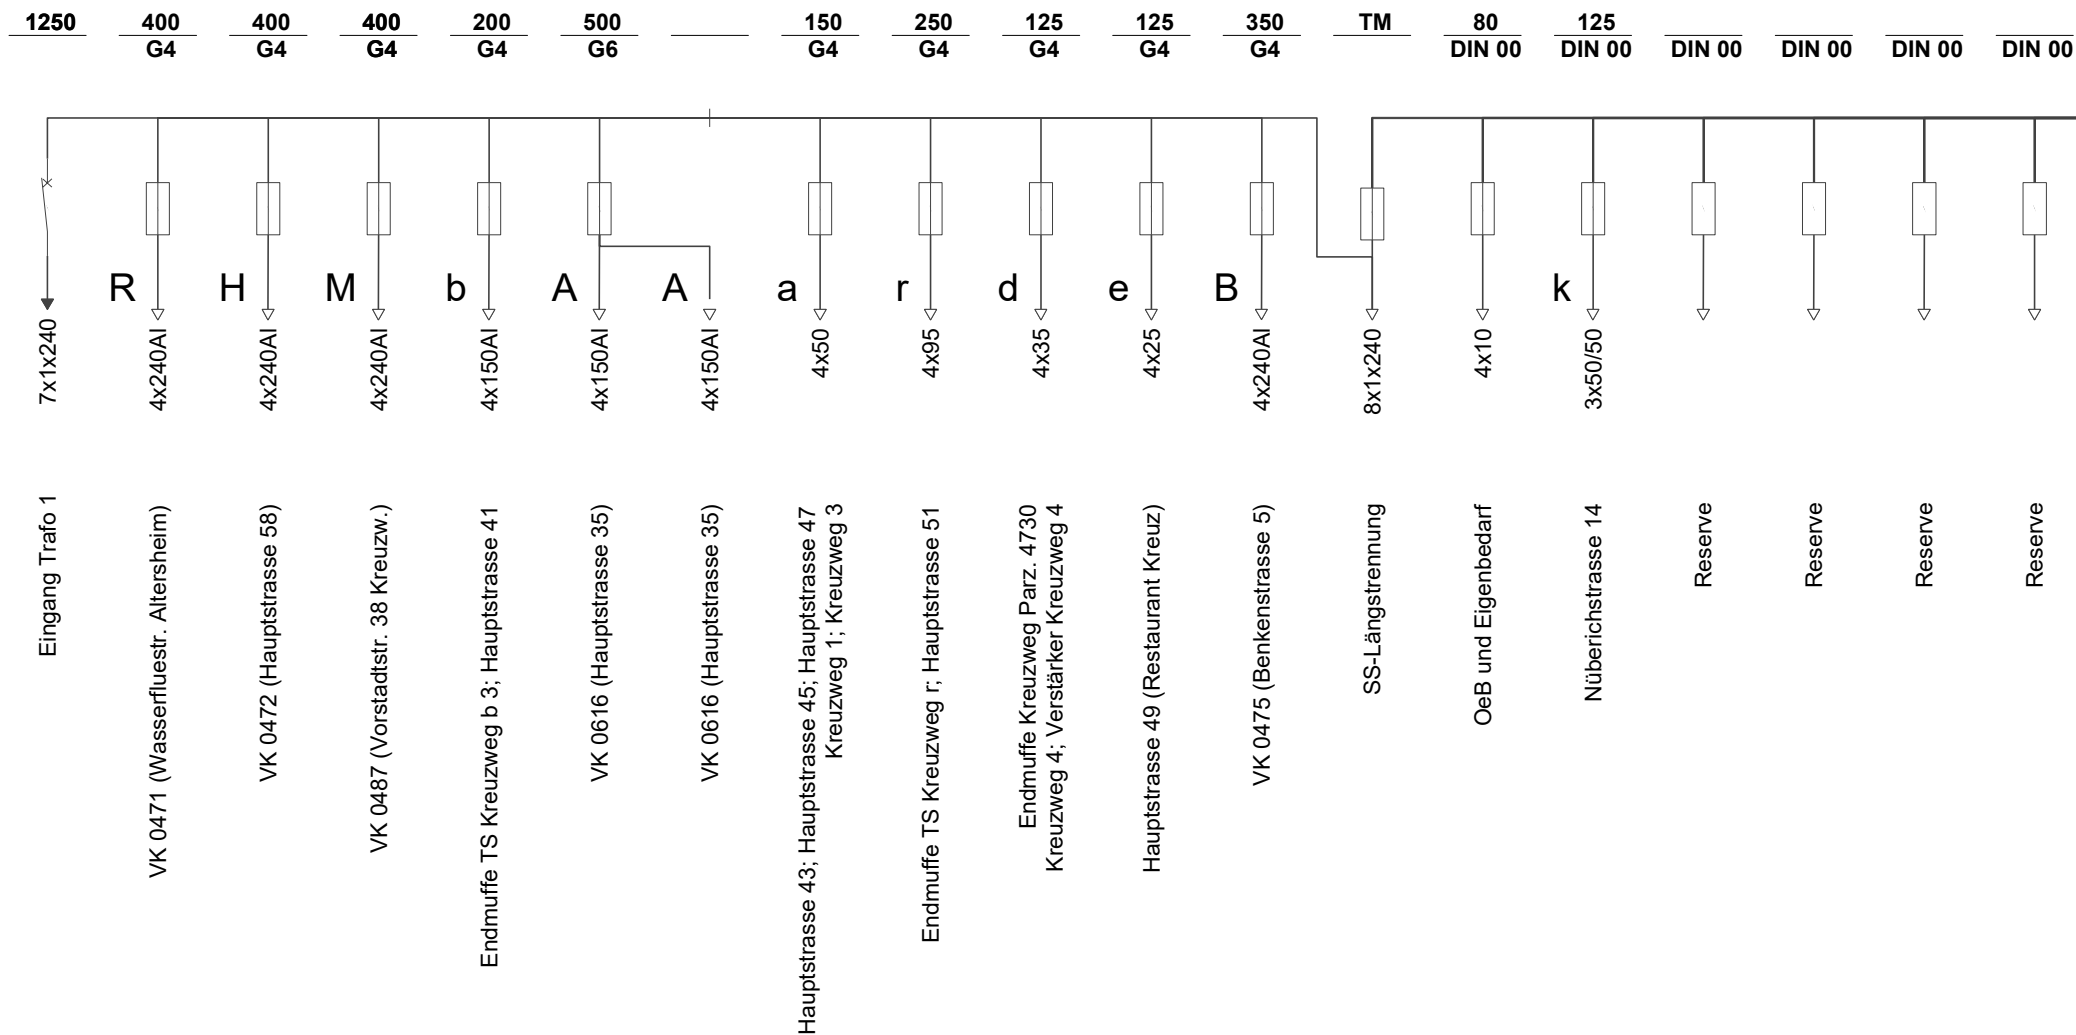 1250 400 400 400 200 500 150 250 125 125 350 TM 80 125
G4 G4 G4 G4 G6 G4 G4 G4 G4 G4 DIN 00 DIN 00 DIN 00 DIN 00 DIN 00 DIN 00
R H M b A A a r d e B k
7x1x240
4x240Al
4x240Al
4x240Al
4x150Al
4x150Al
4x150Al
4x50
4x95
4x35
4x25
4x240Al
8x1x240
4x10
3x50/50
Eingang Trafo 1
VK 0471 (Wasserfluestr. Altersheim)
VK 0472 (Hauptstrasse 58)
VK 0487 (Vorstadtstr. 38 Kreuzw.)
Endmuffe TS Kreuzweg b 3; Hauptstrasse 41
VK 0616 (Hauptstrasse 35)
VK 0616 (Hauptstrasse 35)
Hauptstrasse 43; Hauptstrasse 45; Hauptstrasse 47
Kreuzweg 1; Kreuzweg 3
Endmuffe TS Kreuzweg r; Hauptstrasse 51
Endmuffe Kreuzweg Parz. 4730
Kreuzweg 4; Verstärker Kreuzweg 4
Hauptstrasse 49 (Restaurant Kreuz)
VK 0475 (Benkenstrasse 5)
SS-Längstrennung
OeB und Eigenbedarf
Nüberichstrasse 14
Reserve
Reserve
Reserve
Reserve